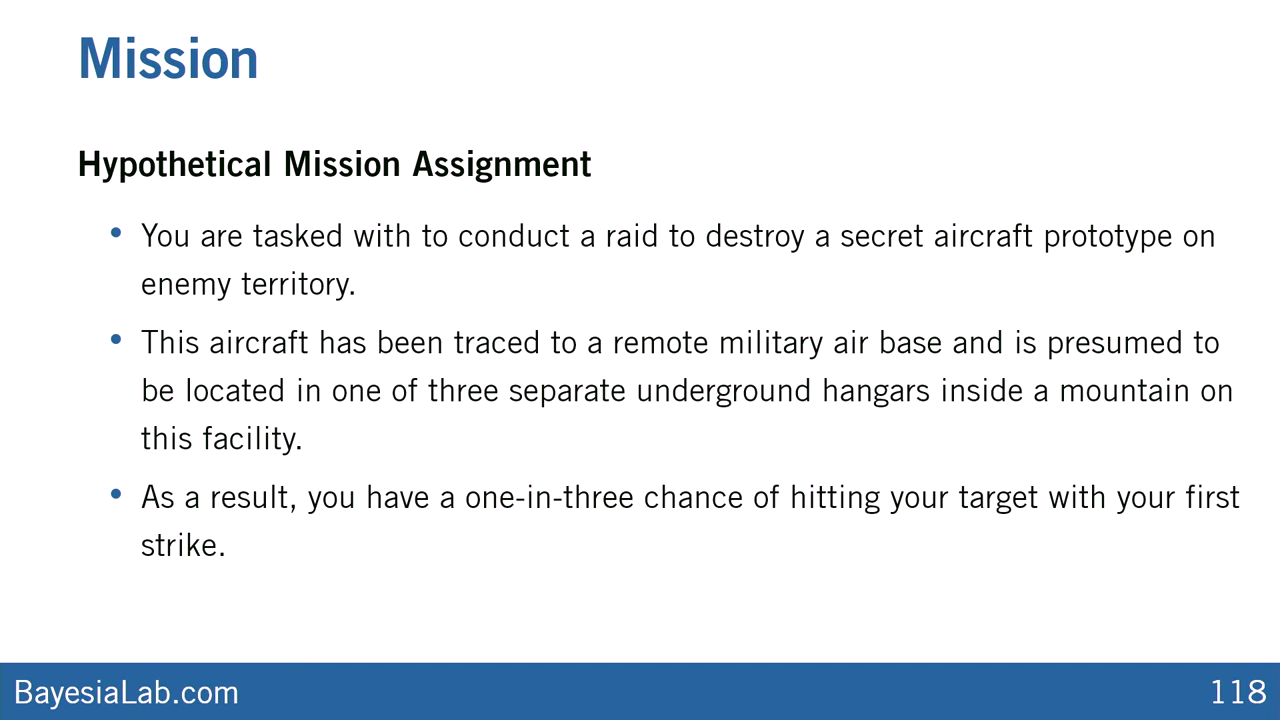 Mission
Hypothetical Mission Assignment
• You are tasked with to conduct a raid to destroy a secret aircraft prototype on
enemy territory.
• This aircraft has been traced to a remote military air base and is presumed to
be located in one of three separate underground hangars inside a mountain on
this facility.
• As a result, you have a one-in-three chance of hitting your target with your first
strike.
BayesiaLab.com
118